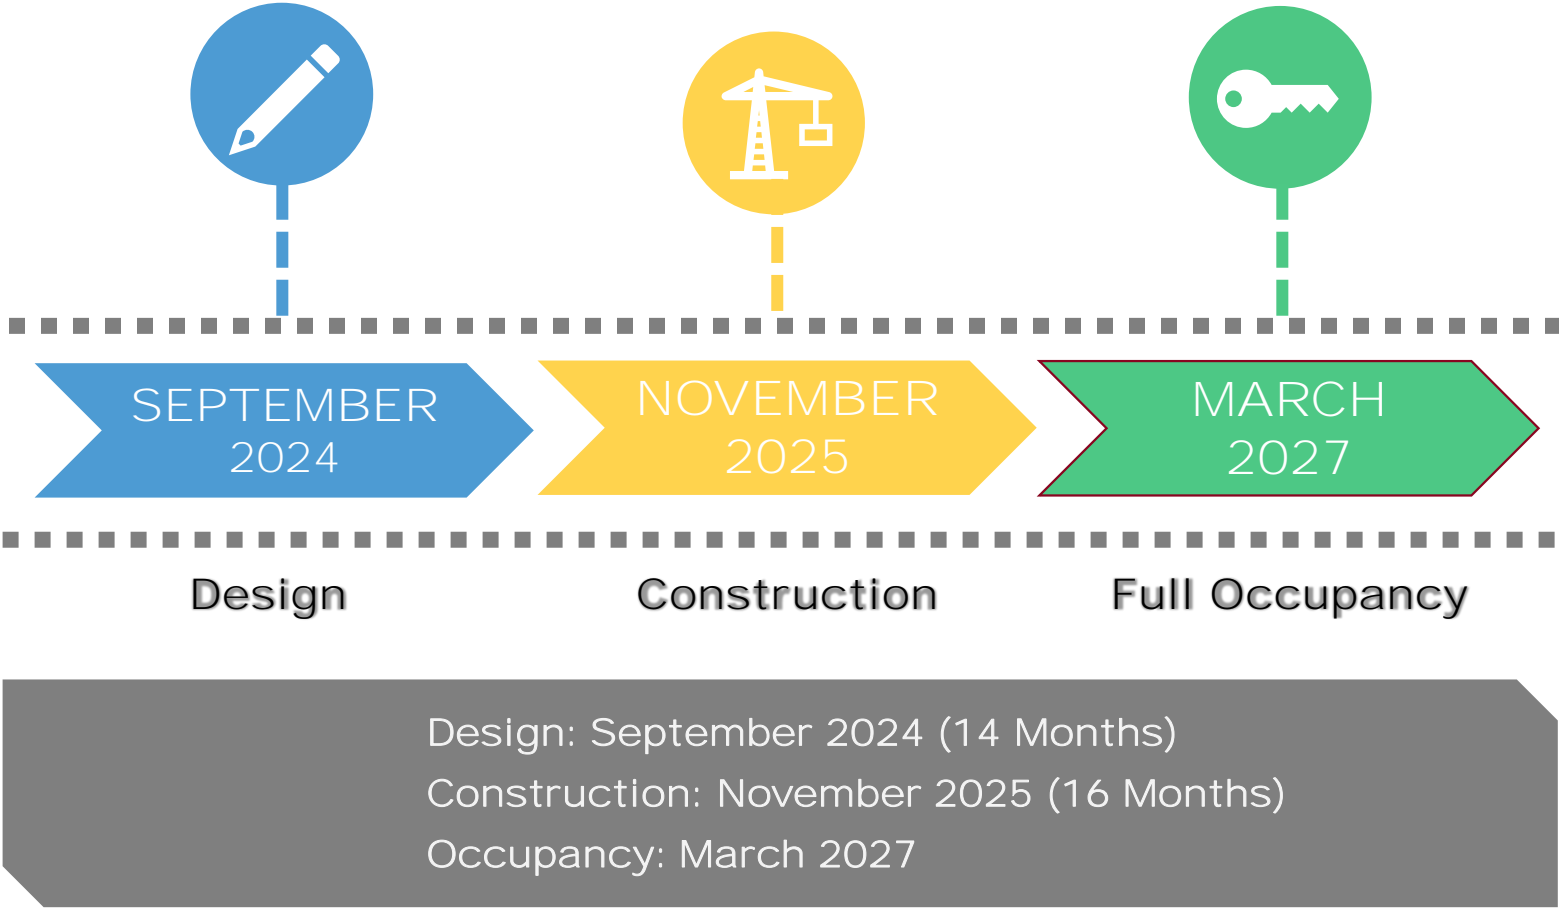 SEPTEMBER
2024
NOVEMBER
2025
MARCH
2027
Design
Construction
Full Occupancy
Design: September 2024 (14 Months)
Construction: November 2025 (16 Months)
Occupancy: March 2027